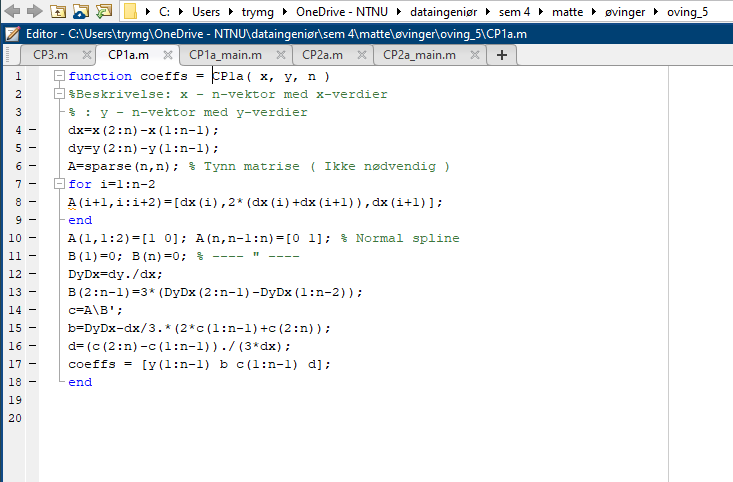 C: Users trymg OneDrive - NTNU dataingeniør sem 4 matte øvinger oving_5
Editor - C:\Users\trymg\OneDrive - NTNU\dataingeniør\sem 4\matte\øvinger\oving_5\CP1a.m
CP3.m CP1a.m CP1a_main.m CP2a.m CP2a_main.m +
1 function coeffs = CP1a( x, y, n )
2 %Beskrivelse: x - n-vektor med x-verdier
3 % : y - n-vektor med y-verdier
4 dx=x(2:n)-x(1:n-1);
5 dy=y(2:n)-y(1:n-1);
6 A=sparse(n,n); % Tynn matrise ( Ikke nødvendig )
7 for i=1:n-2
8 A(i+1,i:i+2)=[dx(i),2*(dx(i)+dx(i+1)),dx(i+1)];
9 end
10 A(1,1:2)=[1 0]; A(n,n-1:n)=[0 1]; % Normal spline
11 B(1)=0; B(n)=0; % ---- " ----
12 DyDx=dy./dx;
13 B(2:n-1)=3*(DyDx(2:n-1)-DyDx(1:n-2));
14 c=A\B';
15 b=DyDx-dx/3.*(2*c(1:n-1)+c(2:n));
16 d=(c(2:n)-c(1:n-1))./(3*dx);
17 coeffs = [y(1:n-1) b c(1:n-1) d];
18 end
19
20